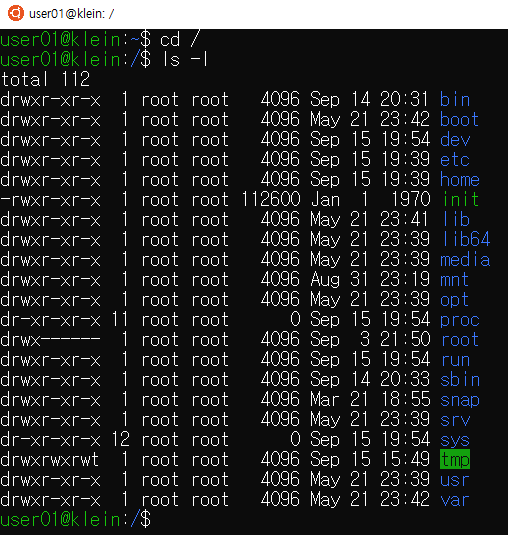 user01@klein: /
user01@klein:~$ cd /
user01@klein:/$ ls -l
total 112
drwxr-xr-x  1 root root   4096 Sep 14 20:31 bin
drwxr-xr-x  1 root root   4096 May 21 23:42 boot
drwxr-xr-x  1 root root   4096 Sep 15 19:54 dev
drwxr-xr-x  1 root root   4096 Sep 15 19:39 etc
drwxr-xr-x  1 root root   4096 Sep 15 19:39 home
-rwxr-xr-x  1 root root 112600 Jan  1  1970 init
drwxr-xr-x  1 root root   4096 May 21 23:41 lib
drwxr-xr-x  1 root root   4096 May 21 23:39 lib64
drwxr-xr-x  1 root root   4096 May 21 23:39 media
drwxr-xr-x  1 root root   4096 Aug 31 23:19 mnt
drwxr-xr-x  1 root root   4096 May 21 23:39 opt
dr-xr-xr-x 11 root root      0 Sep 15 19:54 proc
drwx------  1 root root   4096 Sep  3 21:50 root
drwxr-xr-x  1 root root   4096 Sep 15 19:54 run
drwxr-xr-x  1 root root   4096 Sep 14 20:33 sbin
drwxr-xr-x  1 root root   4096 Mar 21 18:55 snap
drwxr-xr-x  1 root root   4096 May 21 23:39 srv
dr-xr-xr-x 12 root root      0 Sep 15 19:54 sys
drwxrwxrwt  1 root root   4096 Sep 15 15:49 tmp
drwxr-xr-x  1 root root   4096 May 21 23:39 usr
drwxr-xr-x  1 root root   4096 May 21 23:42 var
user01@klein:/$